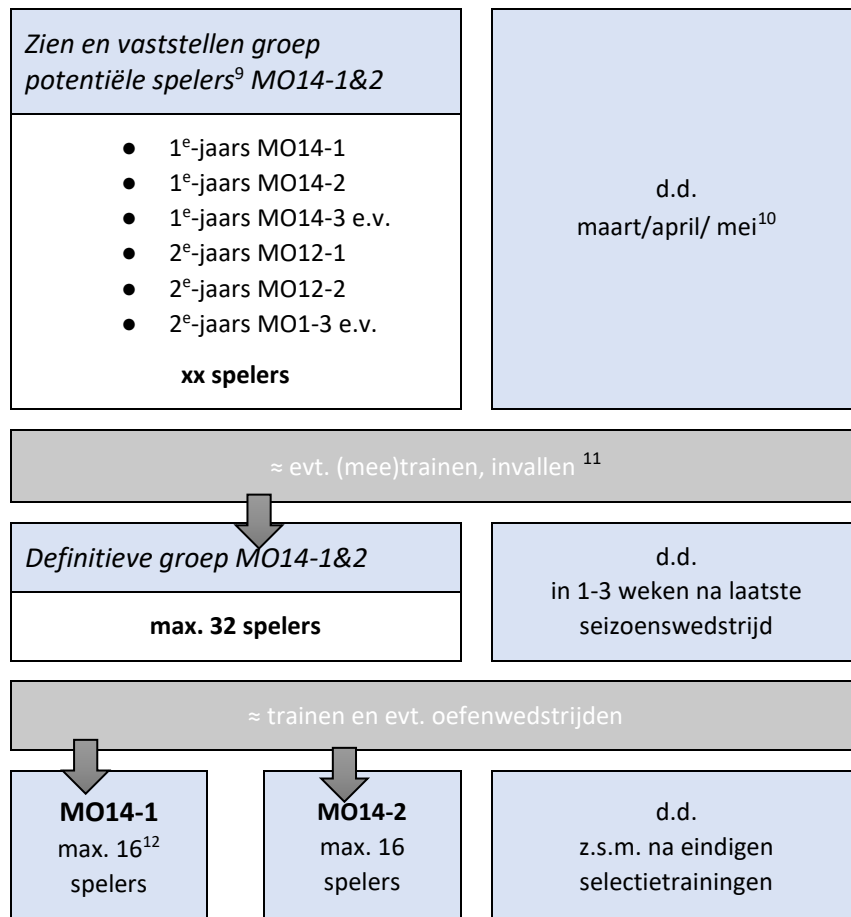 Zien en vaststellen groep
potentiële spelers⁹ MO14-1&2
● 1ᵉ-jaars MO14-1
● 1ᵉ-jaars MO14-2
● 1ᵉ-jaars MO14-3 e.v.
● 2ᵉ-jaars MO12-1
● 2ᵉ-jaars MO12-2
● 2ᵉ-jaars MO1-3 e.v.
xx spelers
d.d.
maart/april/ mei¹⁰
≈ evt. (mee)trainen, invallen ¹¹
Definitieve groep MO14-1&2
max. 32 spelers
d.d.
in 1-3 weken na laatste
seizoenswedstrijd
≈ trainen en evt. oefenwedstrijden
MO14-1
max. 16¹²
spelers
MO14-2
max. 16
spelers
d.d.
z.s.m. na eindigen
selectietrainingen